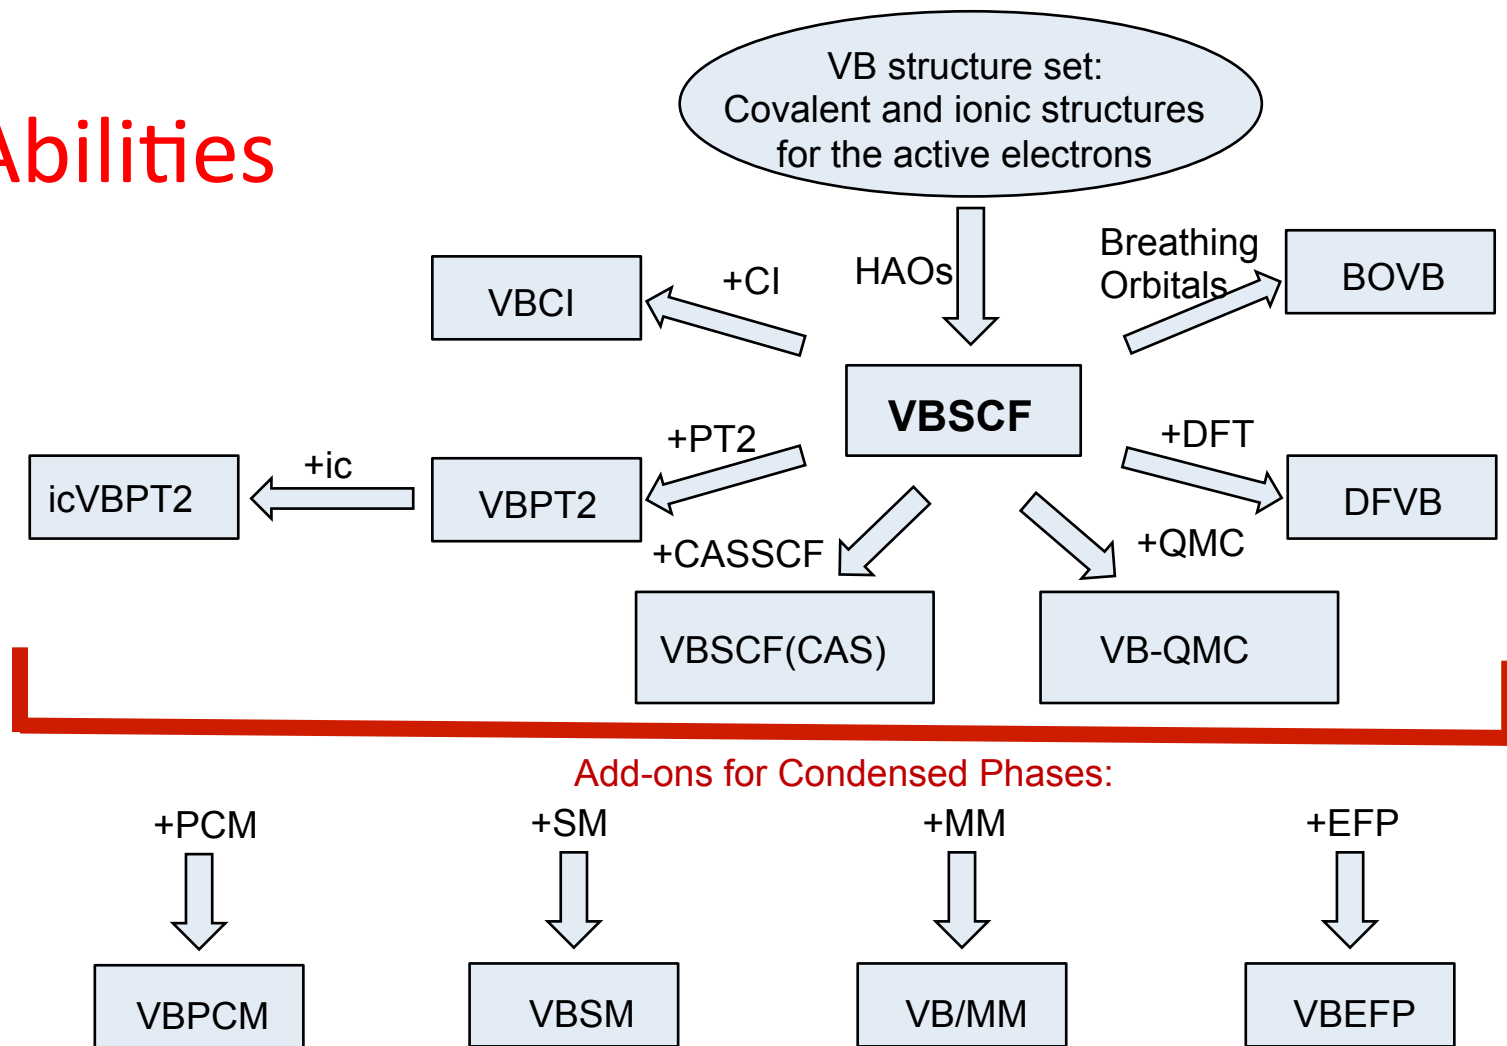 Abilities
VB structure set:
Covalent and ionic structures
for the active electrons
HAOs
Breathing
Orbitals
BOVB
+CI
VBCI
VBSCF
+DFT
DFVB
+PT2
VBPT2
+ic
icVBPT2
+CASSCF
VBSCF(CAS)
+QMC
VB-QMC
Add-ons for Condensed Phases:
+PCM
+SM
+MM
+EFP
VBPCM
VBSM
VB/MM
VBEFP